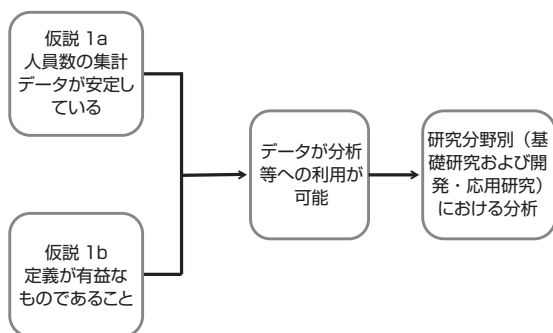 仮説 1a
人員数の集計
データが安定し
ている
仮説 1b
定義が有益な
ものであること
データが分析
等への利用が
可能
研究分野別（基
礎研究および開
発・応用研究）
における分析